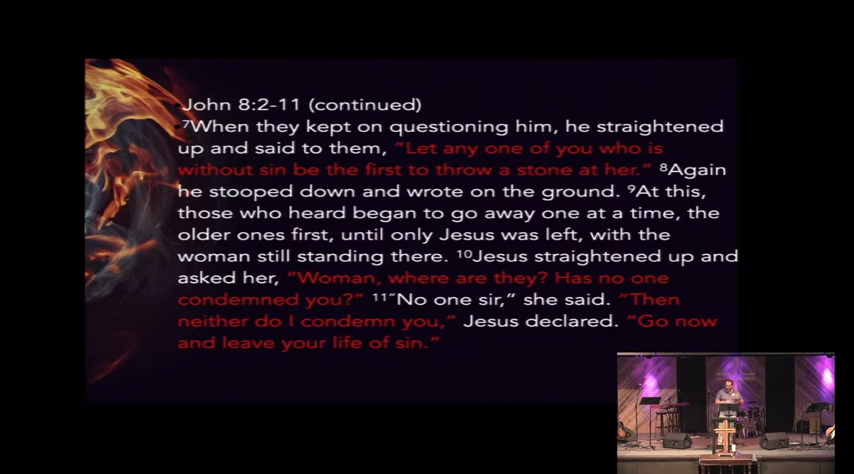 John 8:2-11 (continued)
⁷When they kept on questioning him, he straightened
up and said to them, “Let any one of you who is
without sin be the first to throw a stone at her.” ⁸Again
he stooped down and wrote on the ground. ⁹At this,
those who heard began to go away one at a time, the
older ones first, until only Jesus was left, with the
woman still standing there. ¹⁰Jesus straightened up and
asked her, “Woman, where are they? Has no one
condemned you?” ¹¹“No one sir,” she said. “Then
neither do I condemn you,” Jesus declared. “Go now
and leave your life of sin.”